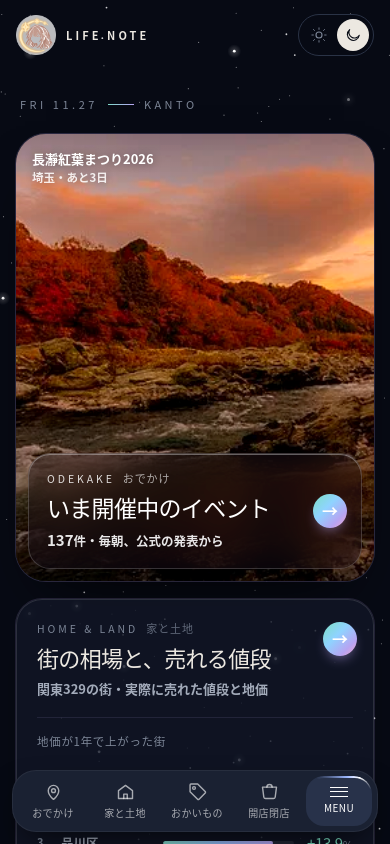 LIFE.NOTE
FRI 11.27 KANTO
長瀞紅葉まつり2026
埼玉・あと3日
ODEKAKE おでかけ
いま開催中のイベント
→
137件・毎朝、公式の発表から
HOME & LAND 家と土地
→
街の相場と、売れる値段
関東329の街・実際に売れた値段と地価
地価が1年で上がった街
おでかけ 家と土地 おかいもの 開店閉店 MENU
3 品川区 +13.9%